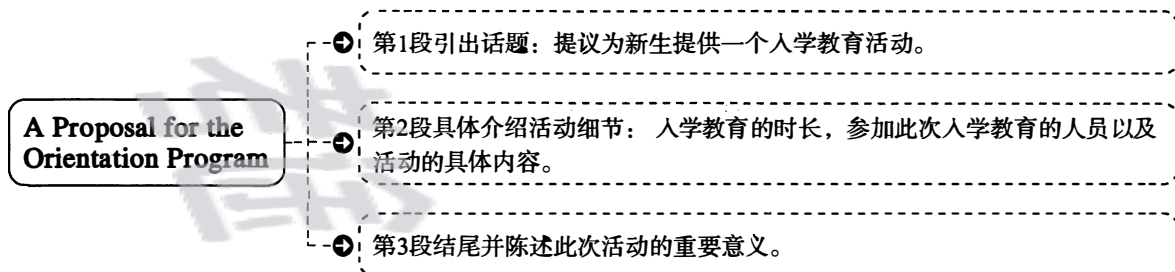 第1段引出话题：提议为新生提供一个入学教育活动。
A Proposal for the
Orientation Program
第2段具体介绍活动细节： 入学教育的时长，参加此次入学教育的人员以及
活动的具体内容。
第3段结尾并陈述此次活动的重要意义。